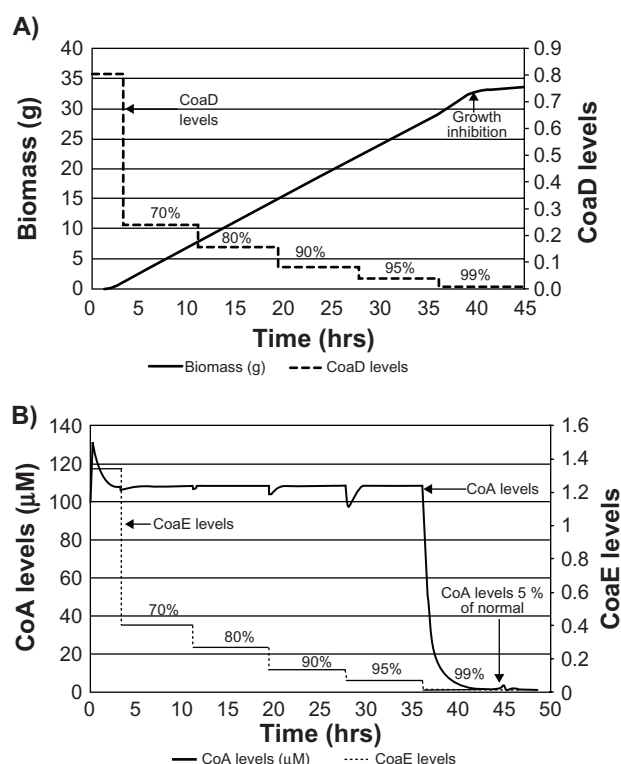 A)
40
35
30
25
20
15
10
5
0
Biomass (g)
0.9
0.8
0.7
0.6
0.5
0.4
0.3
0.2
0.1
0.0
CoaD levels
CoaD
levels
Growth
inhibition
70%
80%
90%
95%
99%
0 5 10 15 20 25 30 35 40 45
Time (hrs)
Biomass (g) CoaD levels
B)
140
120
100
80
60
40
20
0
CoA levels (μM)
1.6
1.4
1.2
1
0.8
0.6
0.4
0.2
0
CoaE levels
CoA levels
CoaE levels
CoA levels 5 %
of normal
70%
80%
90%
95%
99%
0 5 10 15 20 25 30 35 40 45 50
Time (hrs)
CoA levels (μM) CoaE levels